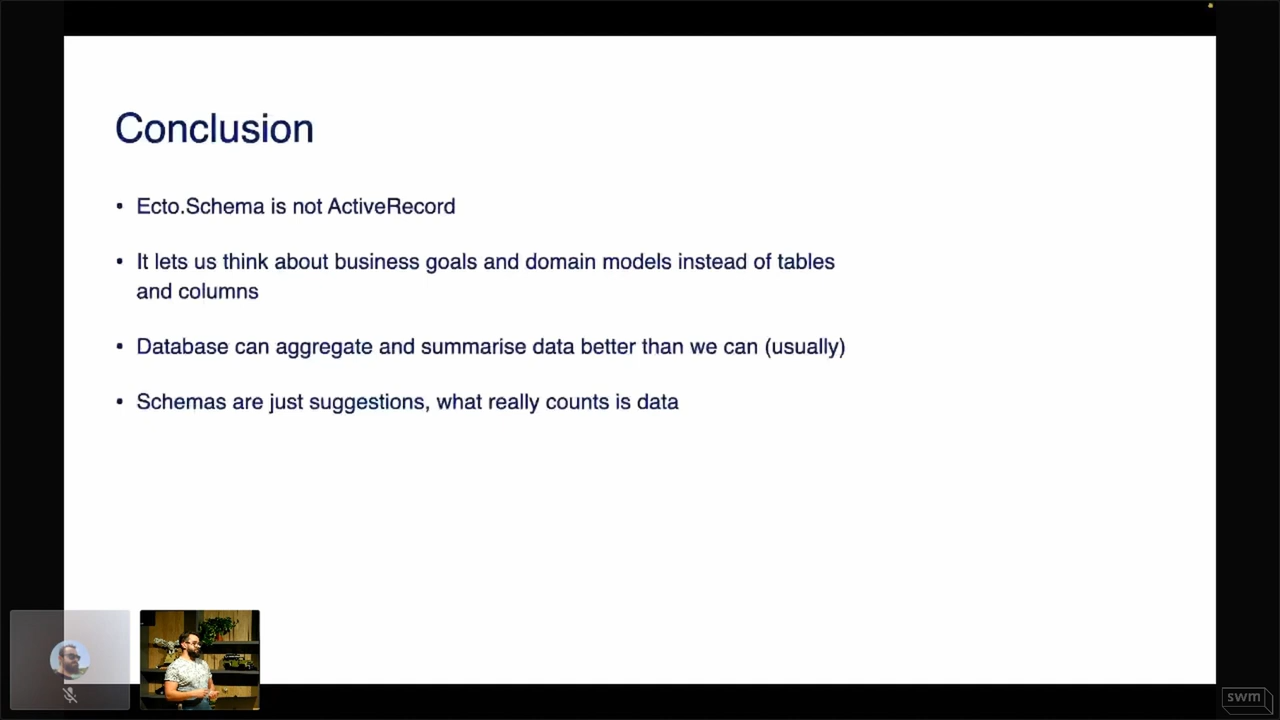 Conclusion
• Ecto.Schema is not ActiveRecord
• It lets us think about business goals and domain models instead of tables
and columns
• Database can aggregate and summarise data better than we can (usually)
• Schemas are just suggestions, what really counts is data
swm